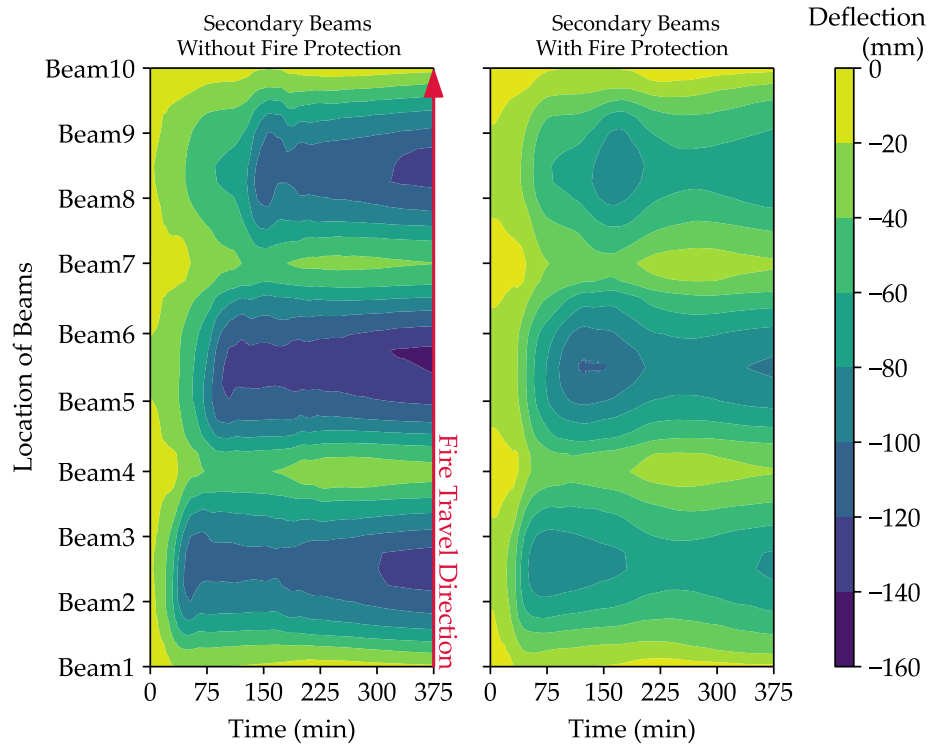 Secondary Beams
Without Fire Protection
Secondary Beams
With Fire Protection
Deflection
(mm)
Location of Beams
Beam10
Beam9
Beam8
Beam7
Beam6
Beam5
Beam4
Beam3
Beam2
Beam1
Fire Travel Direction
0 75 150 225 300 375
Time (min)
0 75 150 225 300 375
Time (min)
0
−20
−40
−60
−80
−100
−120
−140
−160